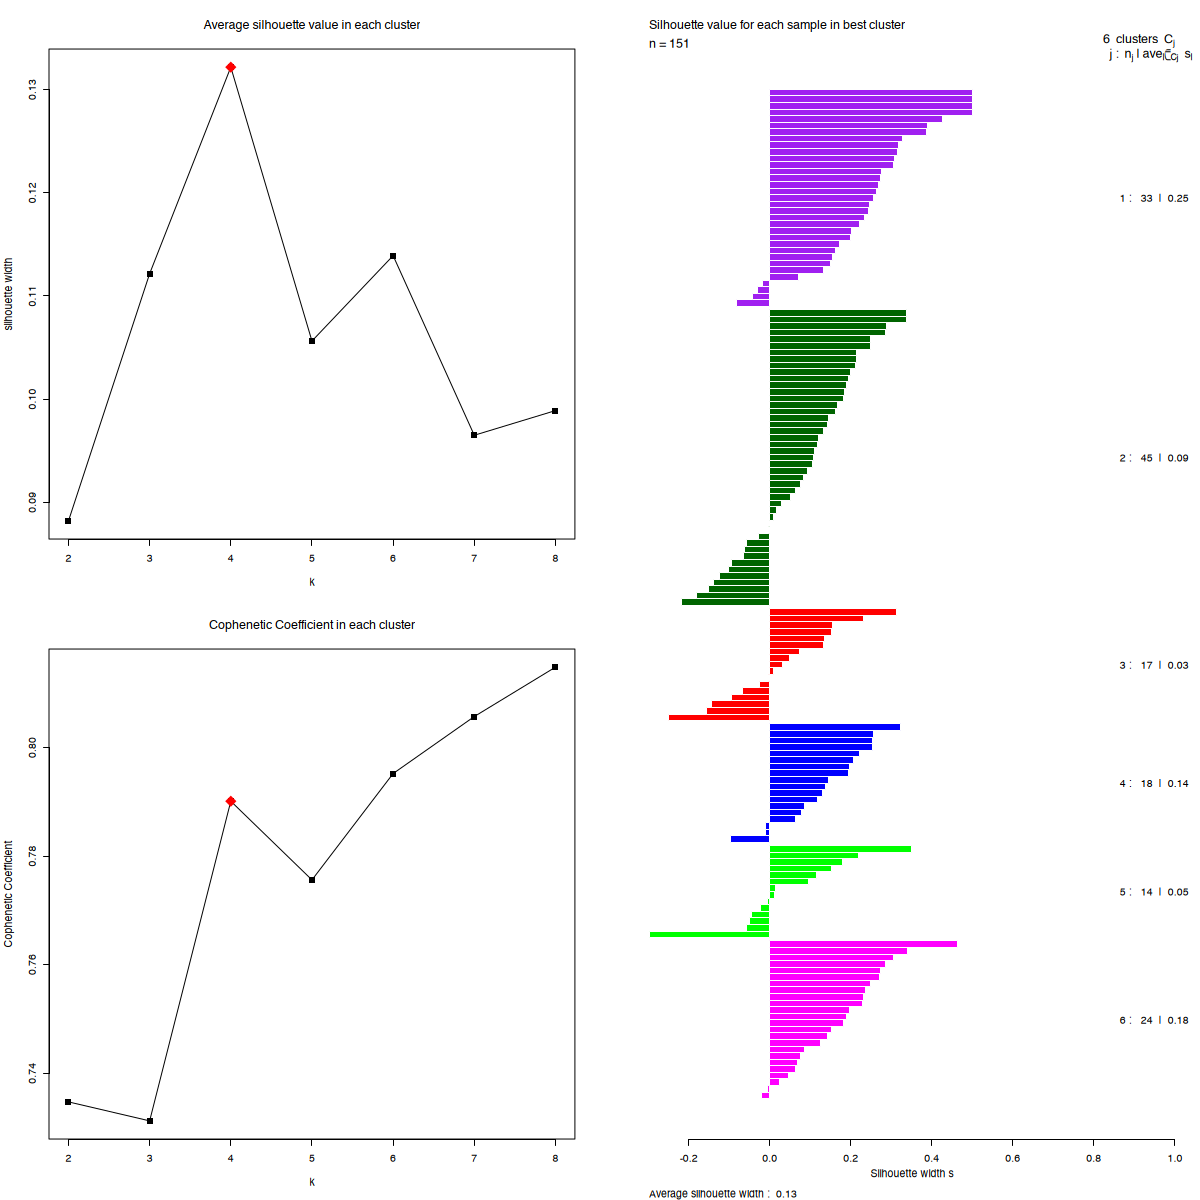 Average silhouette value in each cluster
silhouette width
0.13
0.12
0.11
0.10
0.09
2 3 4 5 6 7 8
k
Cophenetic Coefficient in each cluster
Cophenetic Coefficient
0.80
0.78
0.76
0.74
2 3 4 5 6 7 8
k
Silhouette value for each sample in best cluster
n = 151
6 clusters Cj
j : nj | avei∈Cj si
1 : 33 | 0.25
2 : 45 | 0.09
3 : 17 | 0.03
4 : 18 | 0.14
5 : 14 | 0.05
6 : 24 | 0.18
-0.2 0.0 0.2 0.4 0.6 0.8 1.0
Silhouette width s
Average silhouette width : 0.13